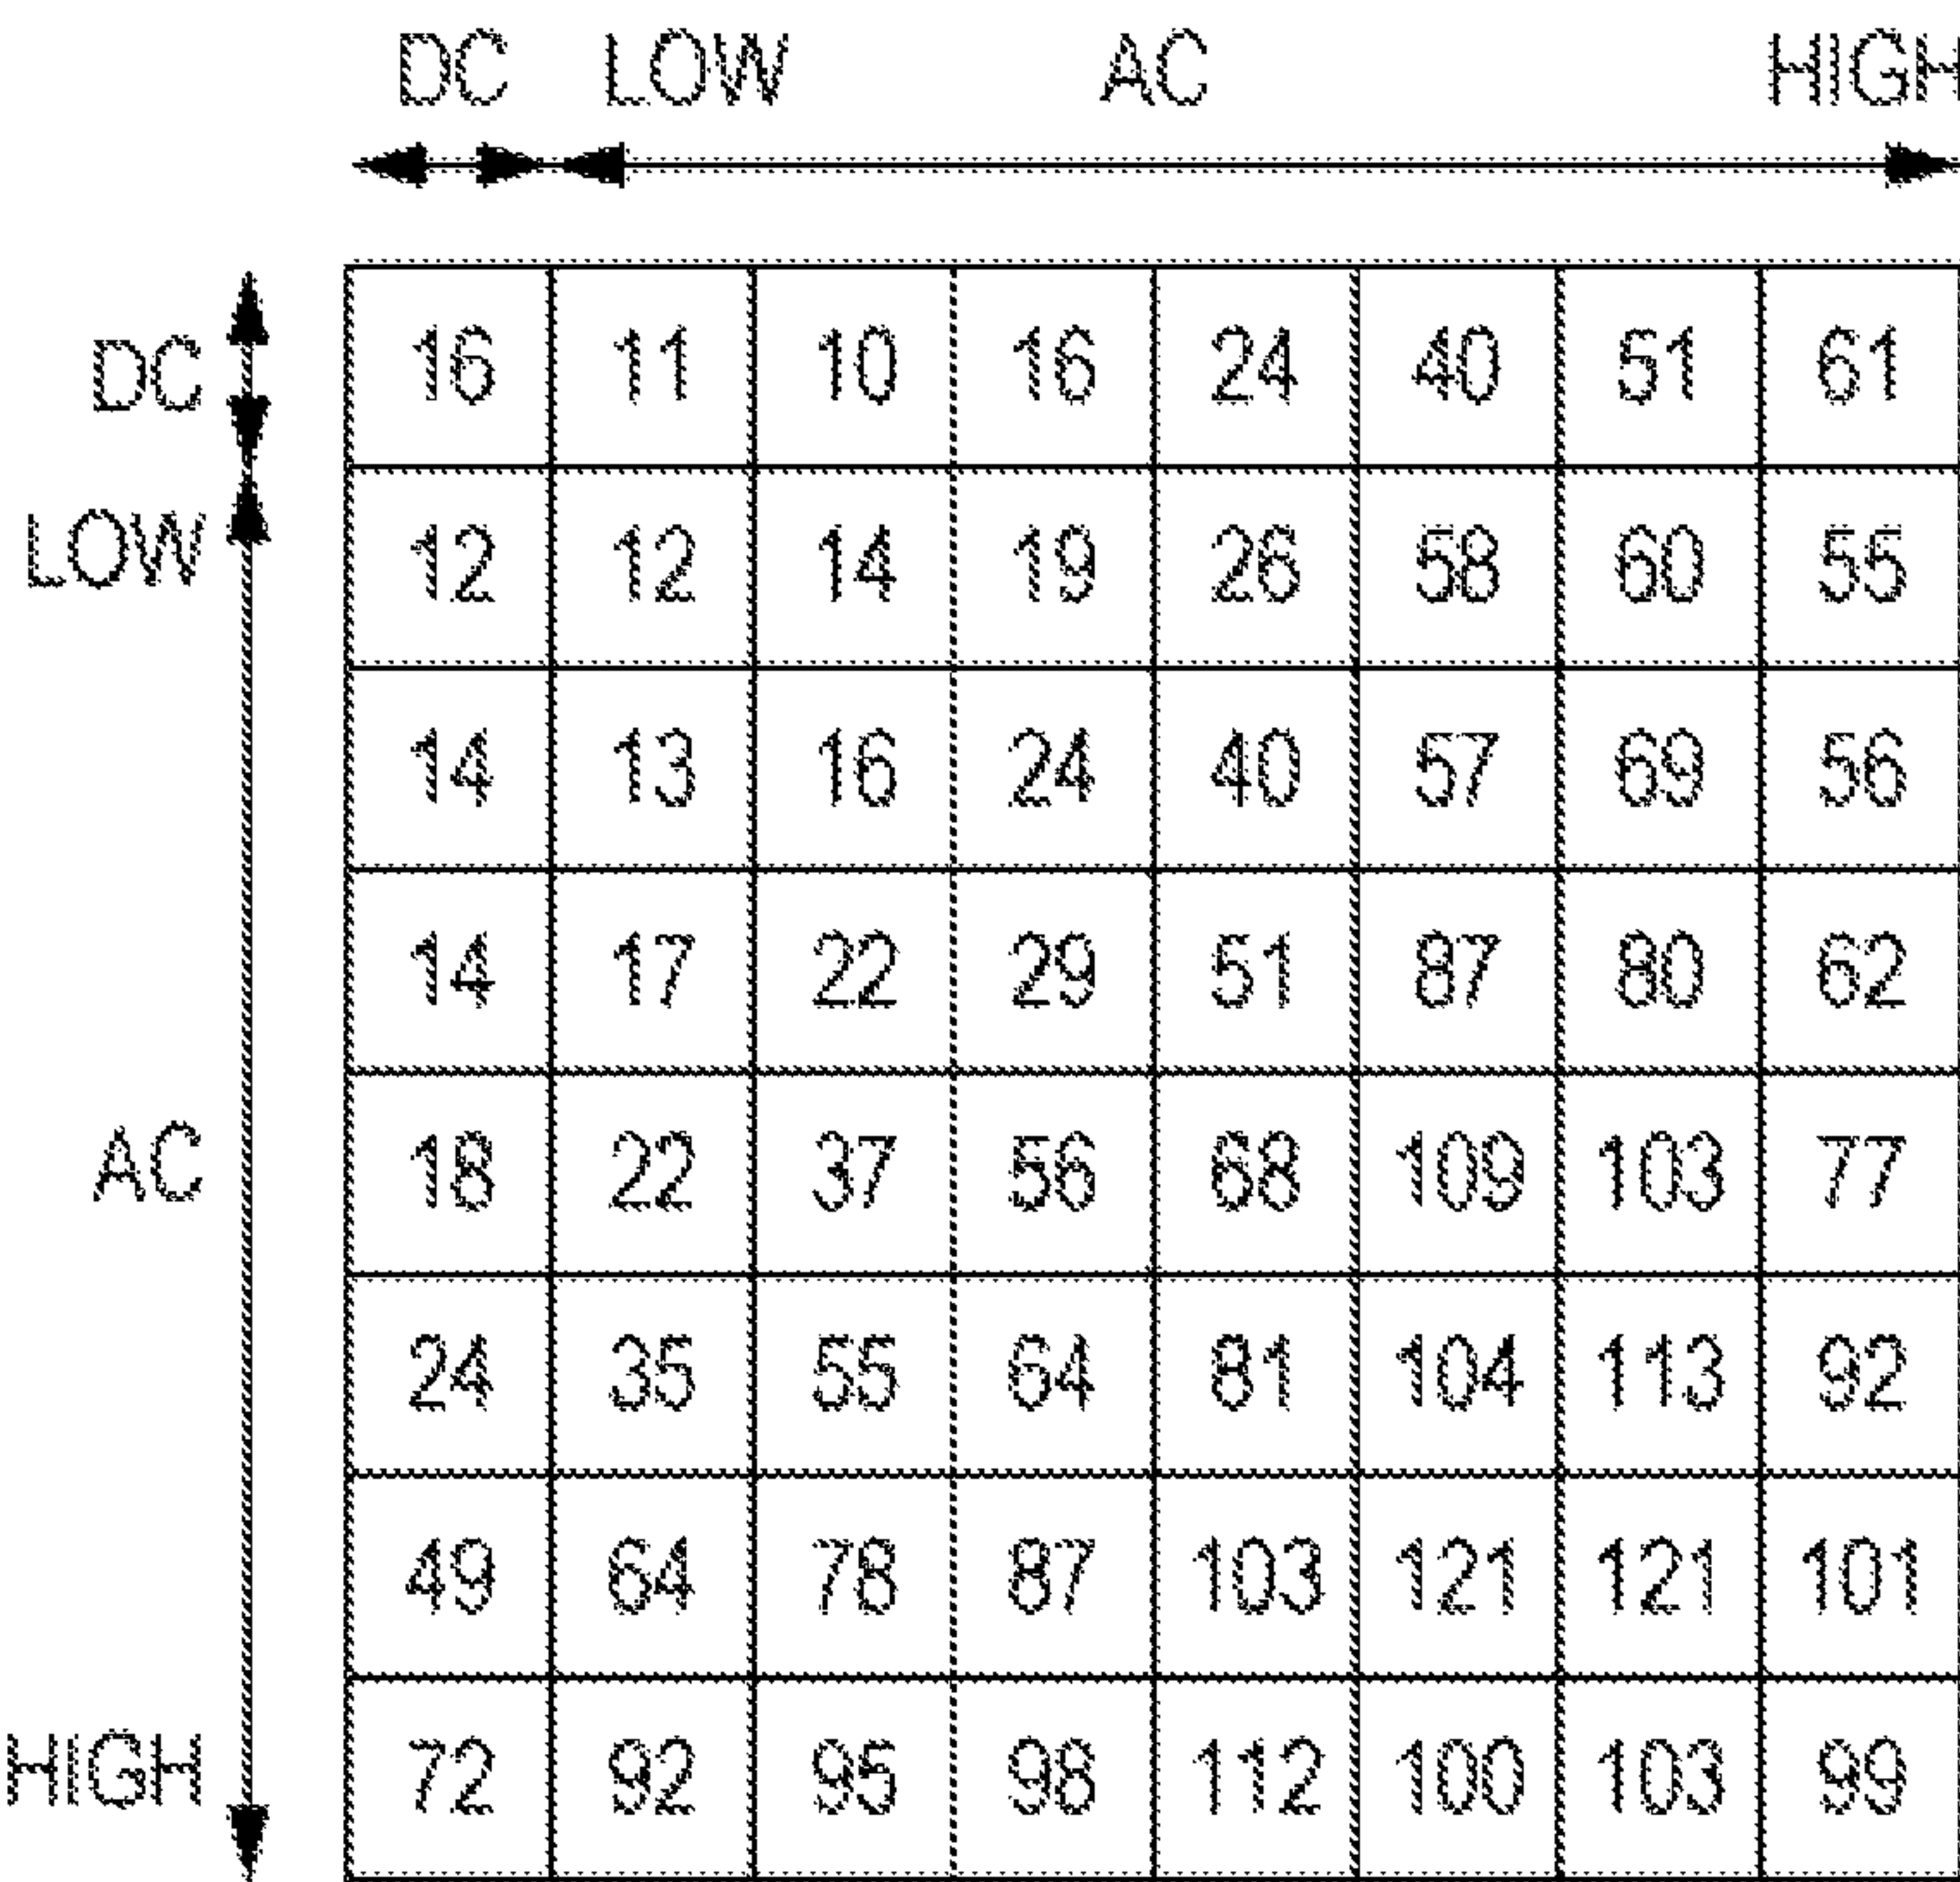 DC LOW AC HIGH
DC 16 11 10 16 24 40 51 61
LOW 12 12 14 19 26 58 60 55
14 13 16 24 40 57 69 56
14 17 22 29 51 87 80 62
AC 18 22 37 56 68 109 103 77
24 35 55 64 81 104 113 92
49 64 78 87 103 121 121 101
HIGH 72 92 95 98 112 100 103 99